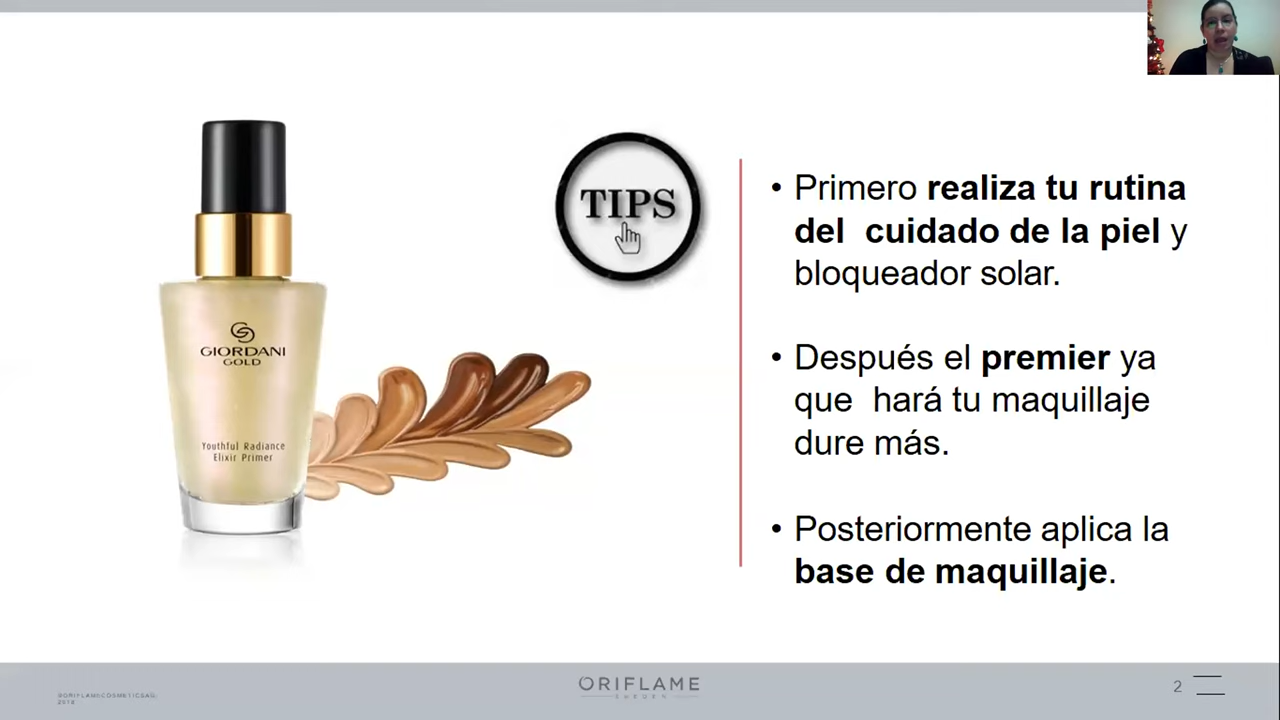 GIORDANI
GOLD
Youthful Radiance
Elixir Primer
TIPS
• Primero realiza tu rutina
del  cuidado de la piel y
bloqueador solar.
• Después el premier ya
que  hará tu maquillaje
dure más.
• Posteriormente aplica la
base de maquillaje.
ORIFLAME
SWEDEN
2
2018